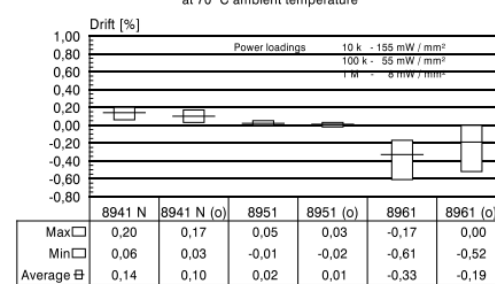 at 70 °C ambient temperature
Drift [%]
1,00
0,80
0,60
0,40
0,20
0,00
-0,20
-0,40
-0,60
-0,80
Power loadings 10 k - 155 mW / mm²
100 k - 55 mW / mm²
1 M - 8 mW / mm²
8941 N 8941 N (o) 8951 8951 (o) 8961 8961 (o)
Max 0,20 0,17 0,05 0,03 -0,17 0,00
Min 0,06 0,03 -0,01 -0,02 -0,61 -0,52
Average 0,14 0,10 0,02 0,01 -0,33 -0,19